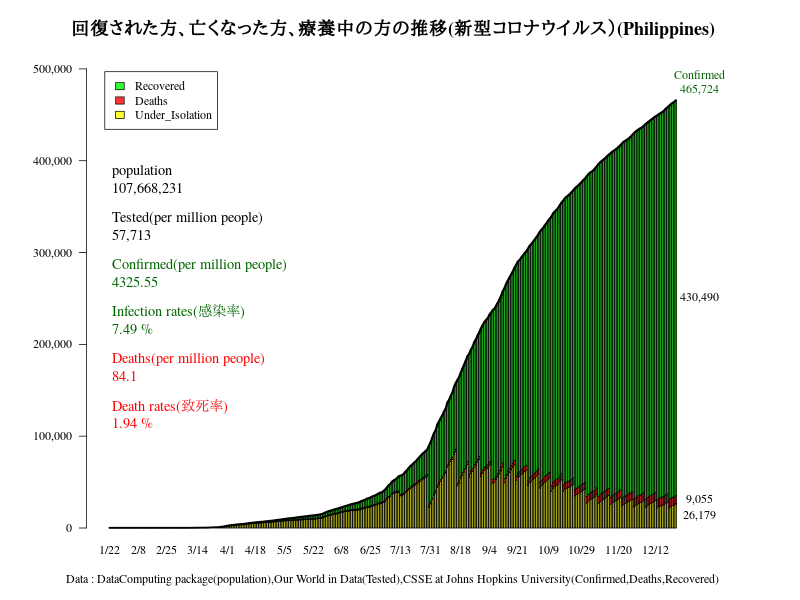 回復された方、亡くなった方、療養中の方の推移(新型コロナウイルス）(Philippines)
Confirmed
465,724
500,000
400,000
300,000
200,000
100,000
0
Recovered
Deaths
Under_Isolation
population
107,668,231
Tested(per million people)
57,713
Confirmed(per million people)
4325.55
Infection rates(感染率)
7.49 %
Deaths(per million people)
84.1
Death rates(致死率)
1.94 %
430,490
9,055
26,179
1/22 2/8 2/25 3/14 4/1 4/18 5/5 5/22 6/8 6/25 7/13 7/31 8/18 9/4 9/21 10/9 10/29 11/20 12/12
Data : DataComputing package(population),Our World in Data(Tested),CSSE at Johns Hopkins University(Confirmed,Deaths,Recovered)